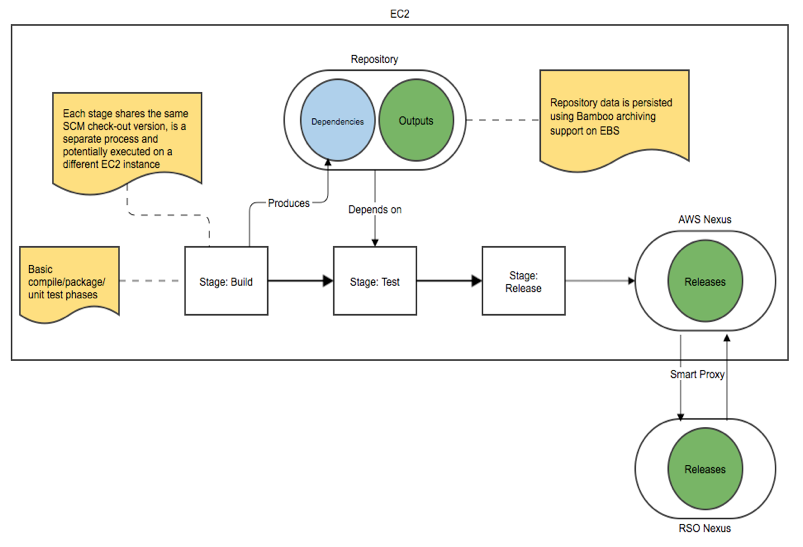 EC2
Repository
Each stage shares the same
SCM check-out version, is a
separate process and
potentially executed on a
different EC2 instance
Dependencies
Outputs
Repository data is persisted
using Bamboo archiving
support on EBS
Produces
Depends on
AWS Nexus
Basic
compile/package/
unit test phases
Stage: Build
Stage: Test
Stage:
Release
Releases
Smart Proxy
Releases
RSO Nexus